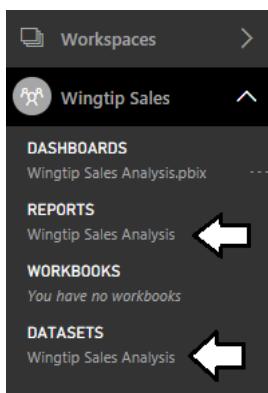 Workspaces
Wingtip Sales
DASHBOARDS
Wingtip Sales Analysis.pbix ...
REPORTS
Wingtip Sales Analysis
WORKBOOKS
You have no workbooks
DATASETS
Wingtip Sales Analysis